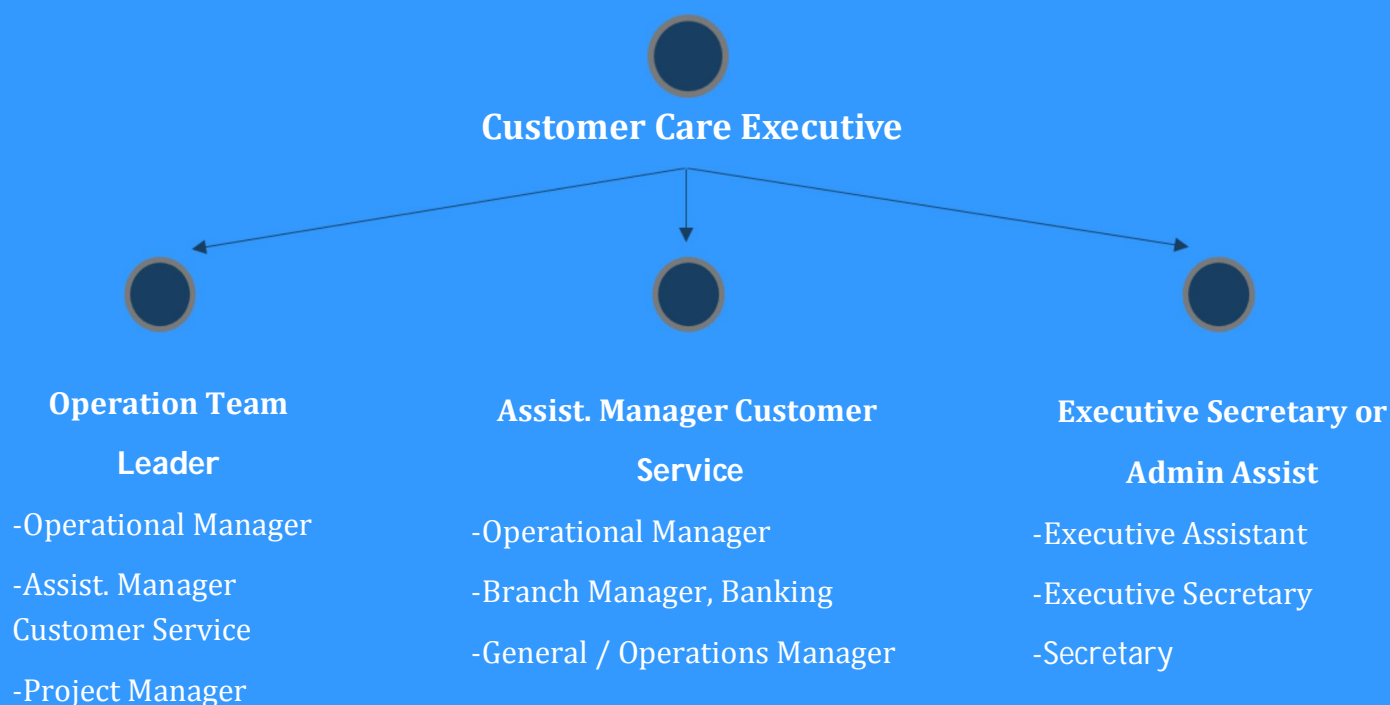 Customer Care Executive
Operation Team
Leader
-Operational Manager
-Assist. Manager
Customer Service
-Project Manager
Assist. Manager Customer
Service
-Operational Manager
-Branch Manager, Banking
-General / Operations Manager
Executive Secretary or
Admin Assist
-Executive Assistant
-Executive Secretary
-Secretary